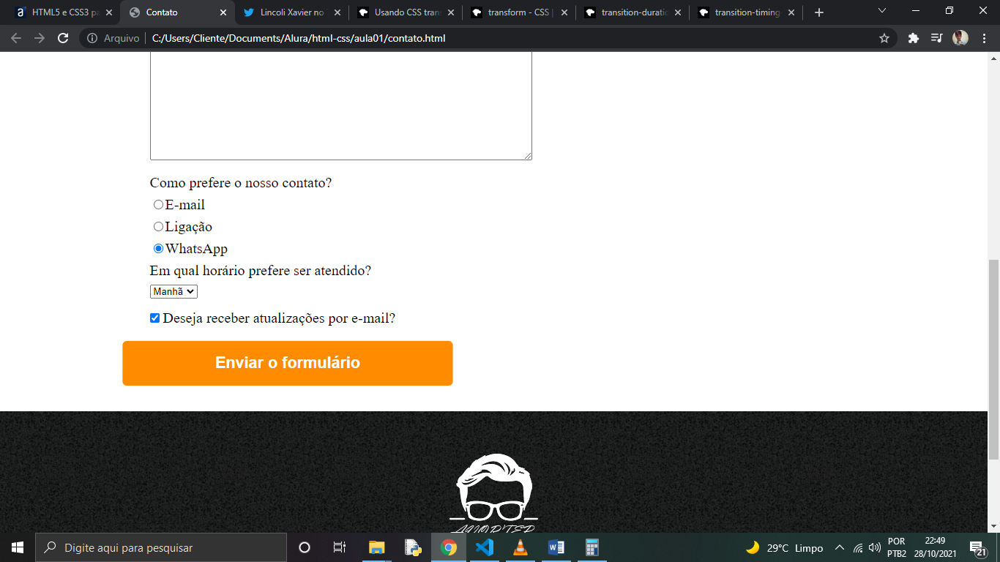 HTML5 e CSS3 pa
Contato
Lincoli Xavier no
Usando CSS tran
transform - CSS |
transition-duratio
transition-timing
Arquivo
C:/Users/Cliente/Documents/Alura/html-css/aula01/contato.html
Como prefere o nosso contato?
E-mail
Ligação
WhatsApp
Em qual horário prefere ser atendido?
Manhã
Deseja receber atualizações por e-mail?
Enviar o formulário
Digite aqui para pesquisar
29°C Limpo
POR
PTB2
22:49
28/10/2021
21